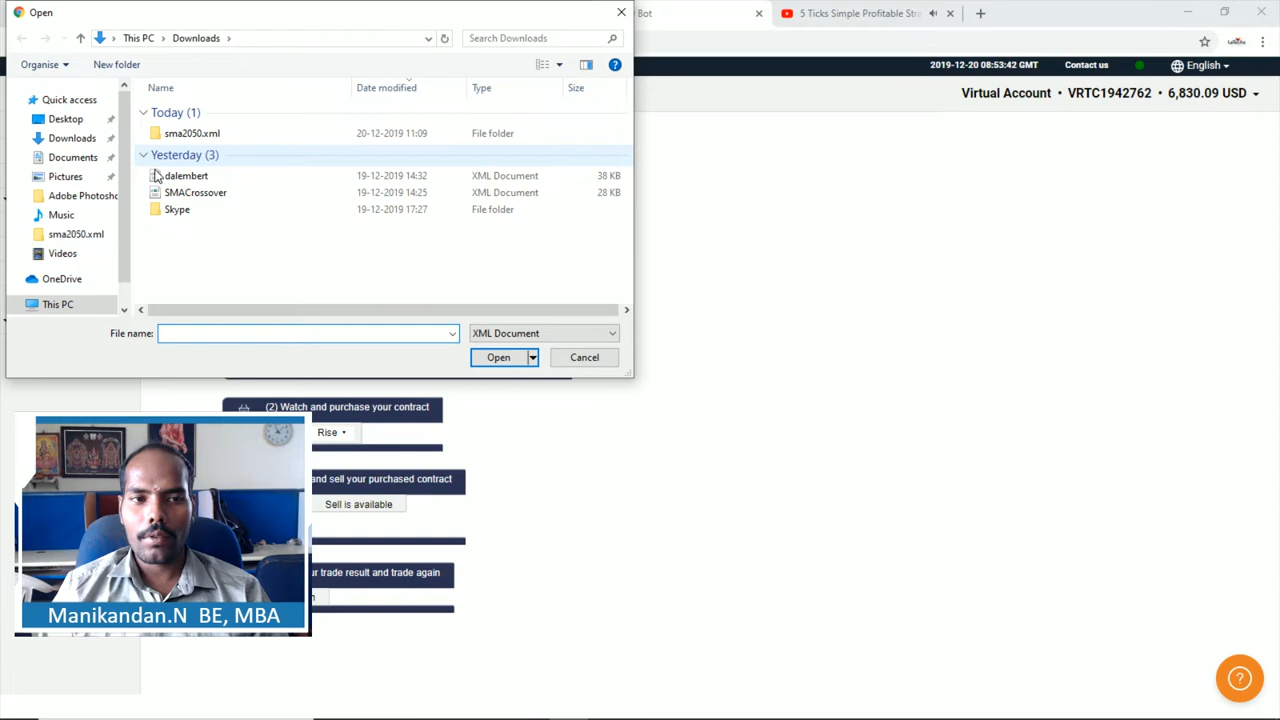 Open
Bot
5 Ticks Simple Profitable Stra
This PC
Downloads
Search Downloads
Organise
New folder
2019-12-20 08:53:42 GMT
Contact us
English
Virtual Account • VRTC1942762 • 6,830.09 USD
Name
Date modified
Type
Size
Quick access
Desktop
Downloads
Documents
Pictures
Adobe Photosho
Music
sma2050.xml
Videos
OneDrive
This PC
Today (1)
sma2050.xml
20-12-2019 11:09
File folder
Yesterday (3)
dalembert
19-12-2019 14:32
XML Document
38 KB
SMACrossover
19-12-2019 14:25
XML Document
28 KB
Skype
19-12-2019 17:27
File folder
File name:
XML Document
Open
Cancel
(2) Watch and purchase your contract
Rise
and sell your purchased contract
Sell is available
ur trade result and trade again
n
Manikandan.N BE, MBA
?